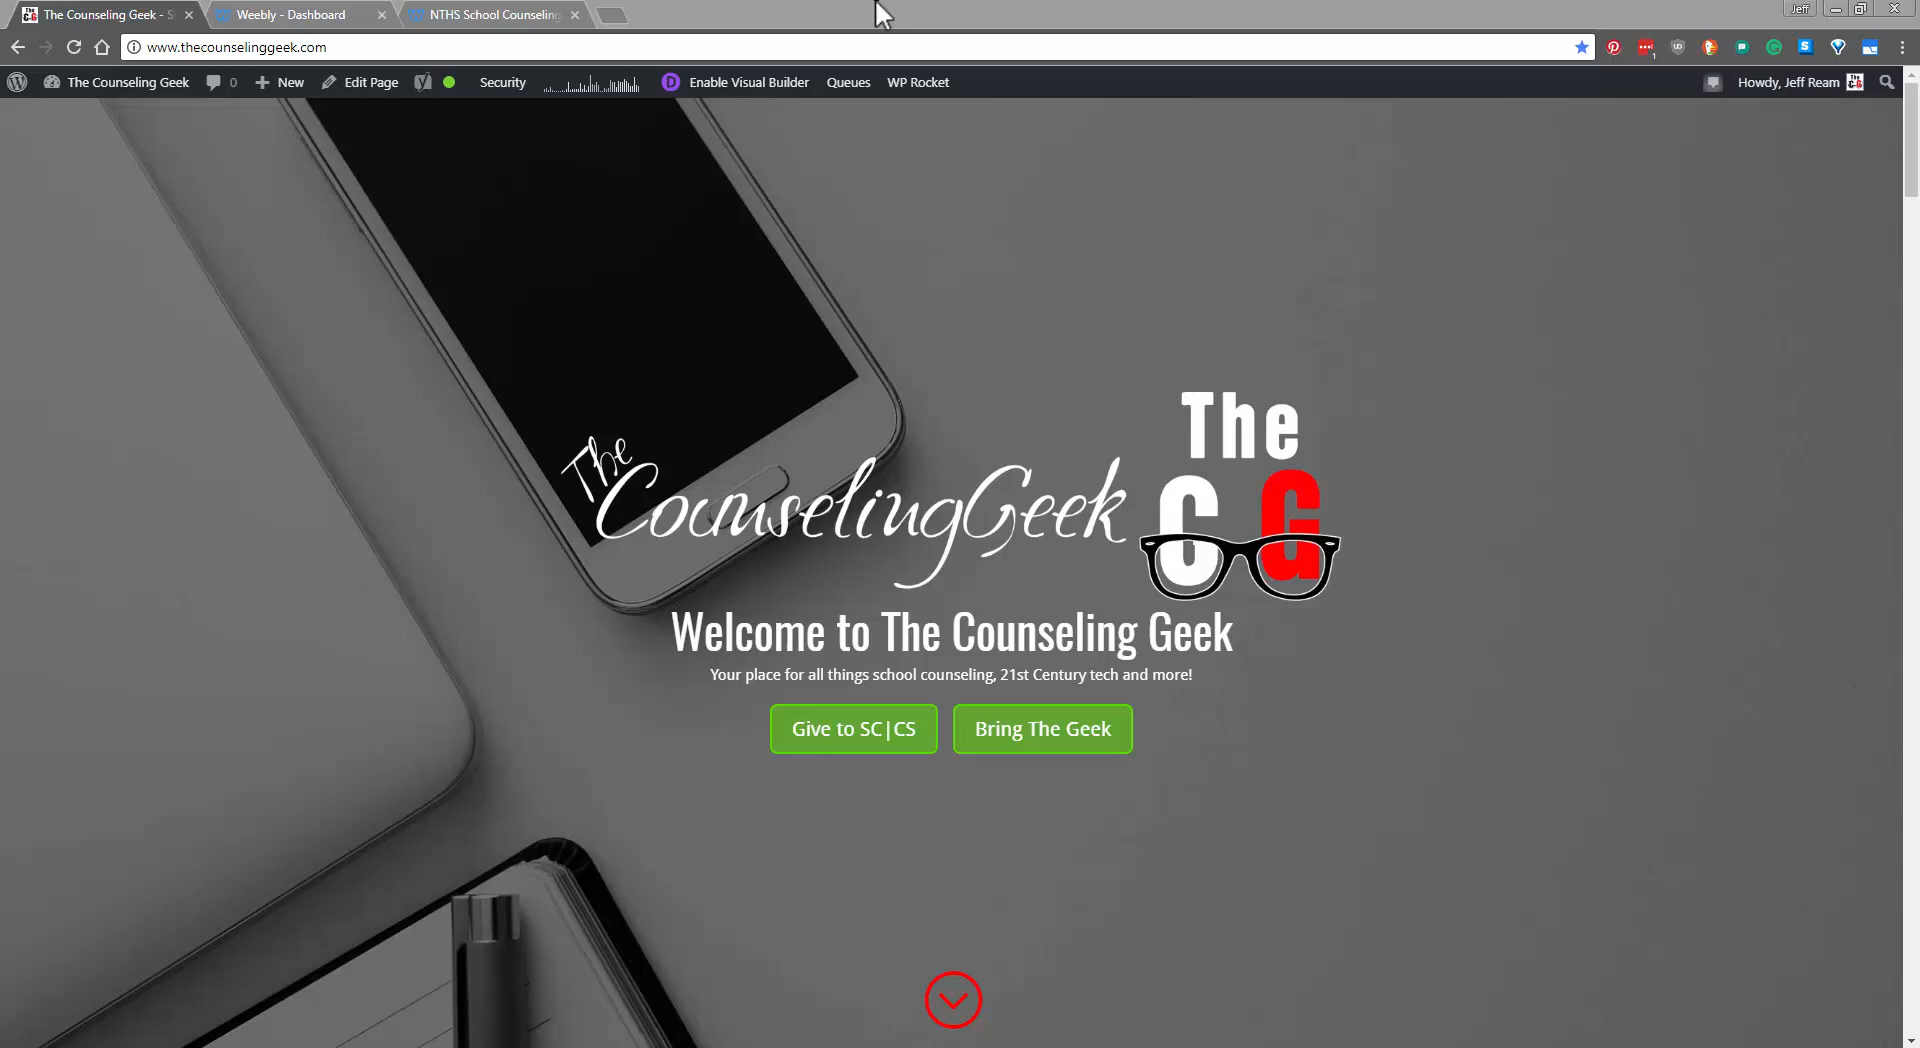 The Counseling Geek -
Weebly - Dashboard
NTHS School Counseling
Jeff
www.thecounselinggeek.com
The Counseling Geek
0
New
Edit Page
Security
D
Enable Visual Builder
Queues
WP Rocket
Howdy, Jeff Ream
The
CounselingGeek
The
C G
Welcome to The Counseling Geek
Your place for all things school counseling, 21st Century tech and more!
Give to SC|CS
Bring The Geek